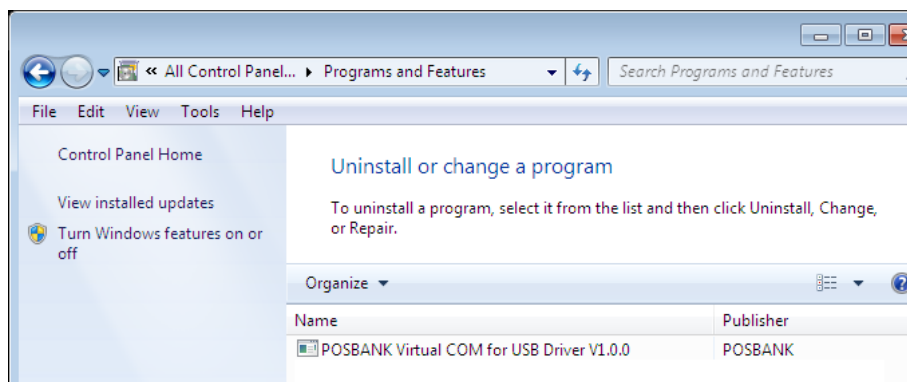 « All Control Panel... ▸ Programs and Features
Search Programs and Features
File Edit View Tools Help
Control Panel Home
View installed updates
Turn Windows features on or
off
Uninstall or change a program
To uninstall a program, select it from the list and then click Uninstall, Change,
or Repair.
Organize
Name Publisher
POSBANK Virtual COM for USB Driver V1.0.0 POSBANK